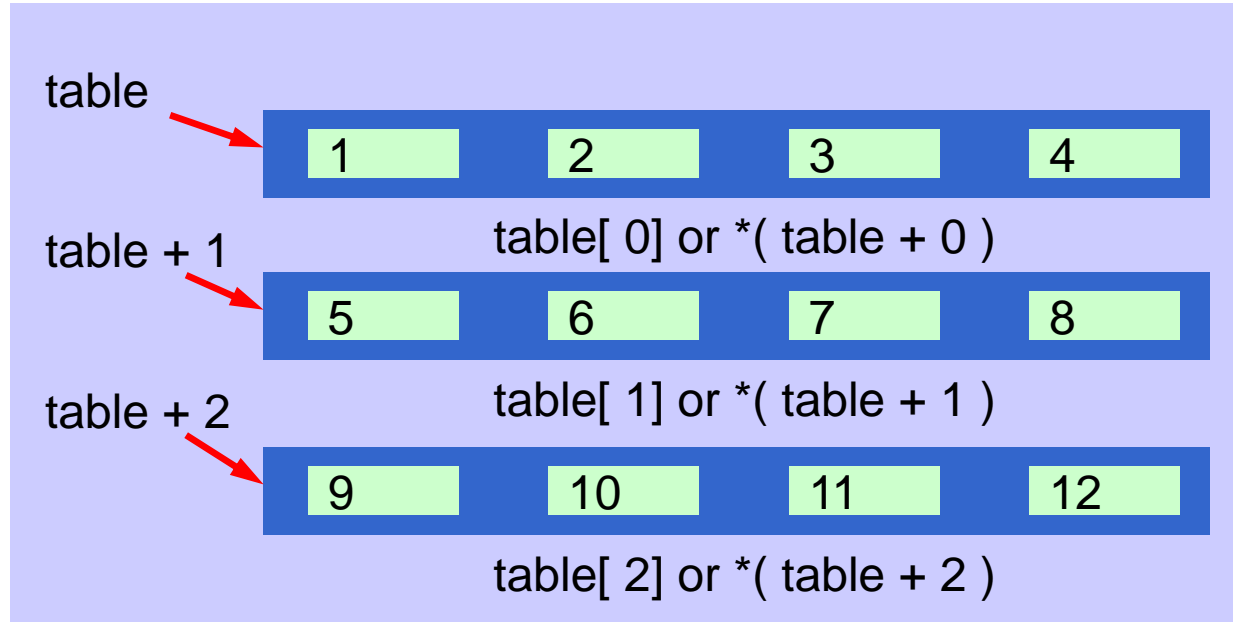 table
1 2 3 4
table[ 0] or *( table + 0 )
table + 1
5 6 7 8
table[ 1] or *( table + 1 )
table + 2
9 10 11 12
table[ 2] or *( table + 2 )